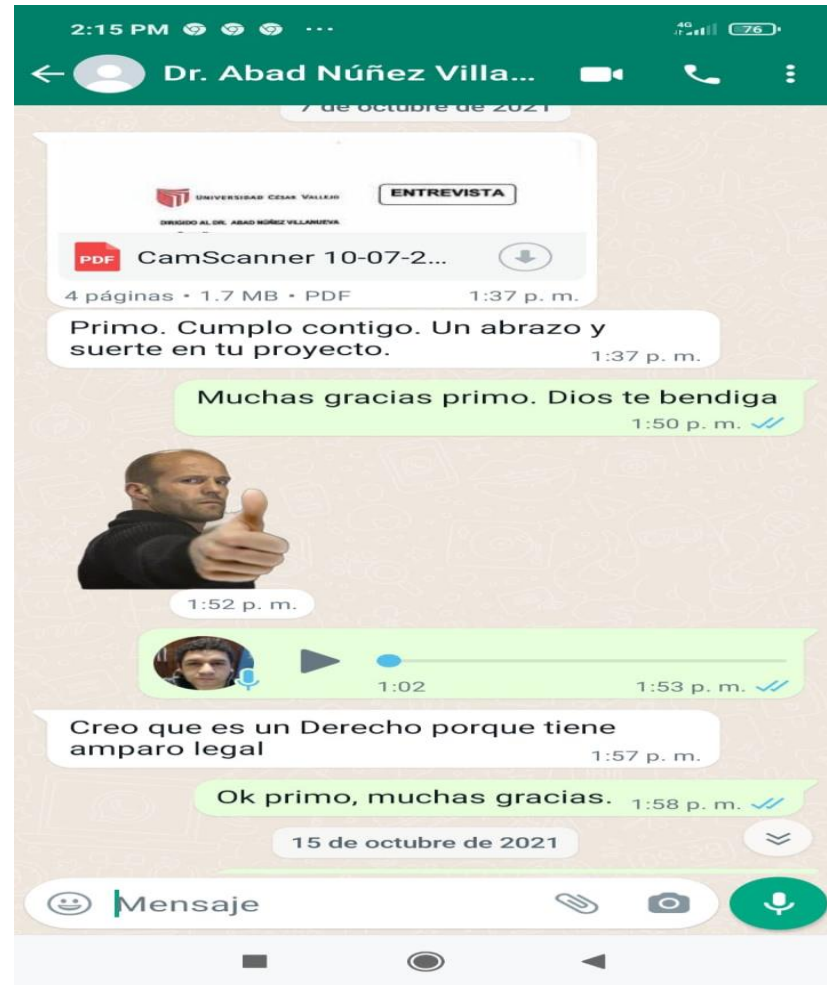 2:15 PM ...
4G 76
Dr. Abad Núñez Villa...
7 de octubre de 2021
UNIVERSIDAD CÉSAR VALLEJO
ENTREVISTA
DIRIGIDO AL DR. ABAD NÚÑEZ VILLANUEVA
PDF
CamScanner 10-07-2...
4 páginas • 1.7 MB • PDF 1:37 p. m.
Primo. Cumplo contigo. Un abrazo y
suerte en tu proyecto. 1:37 p. m.
Muchas gracias primo. Dios te bendiga
1:50 p. m.
1:52 p. m.
1:02 1:53 p. m.
Creo que es un Derecho porque tiene
amparo legal 1:57 p. m.
Ok primo, muchas gracias. 1:58 p. m.
15 de octubre de 2021
Mensaje